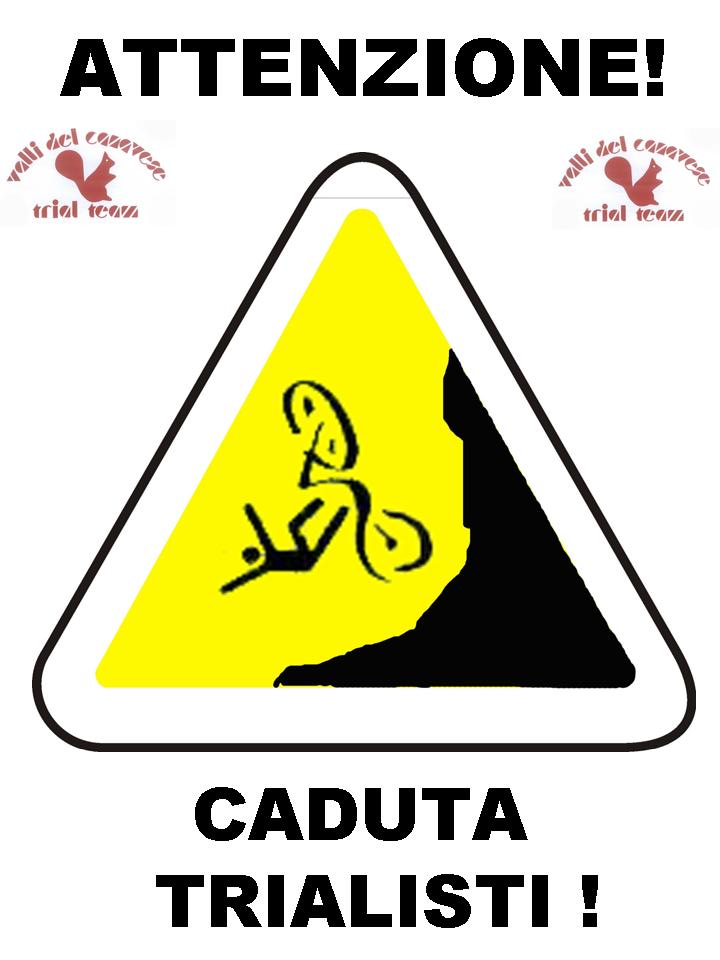 ATTENZIONE!
valli del canavese
trial team
valli del canavese
trial team
CADUTA
TRIALISTI !